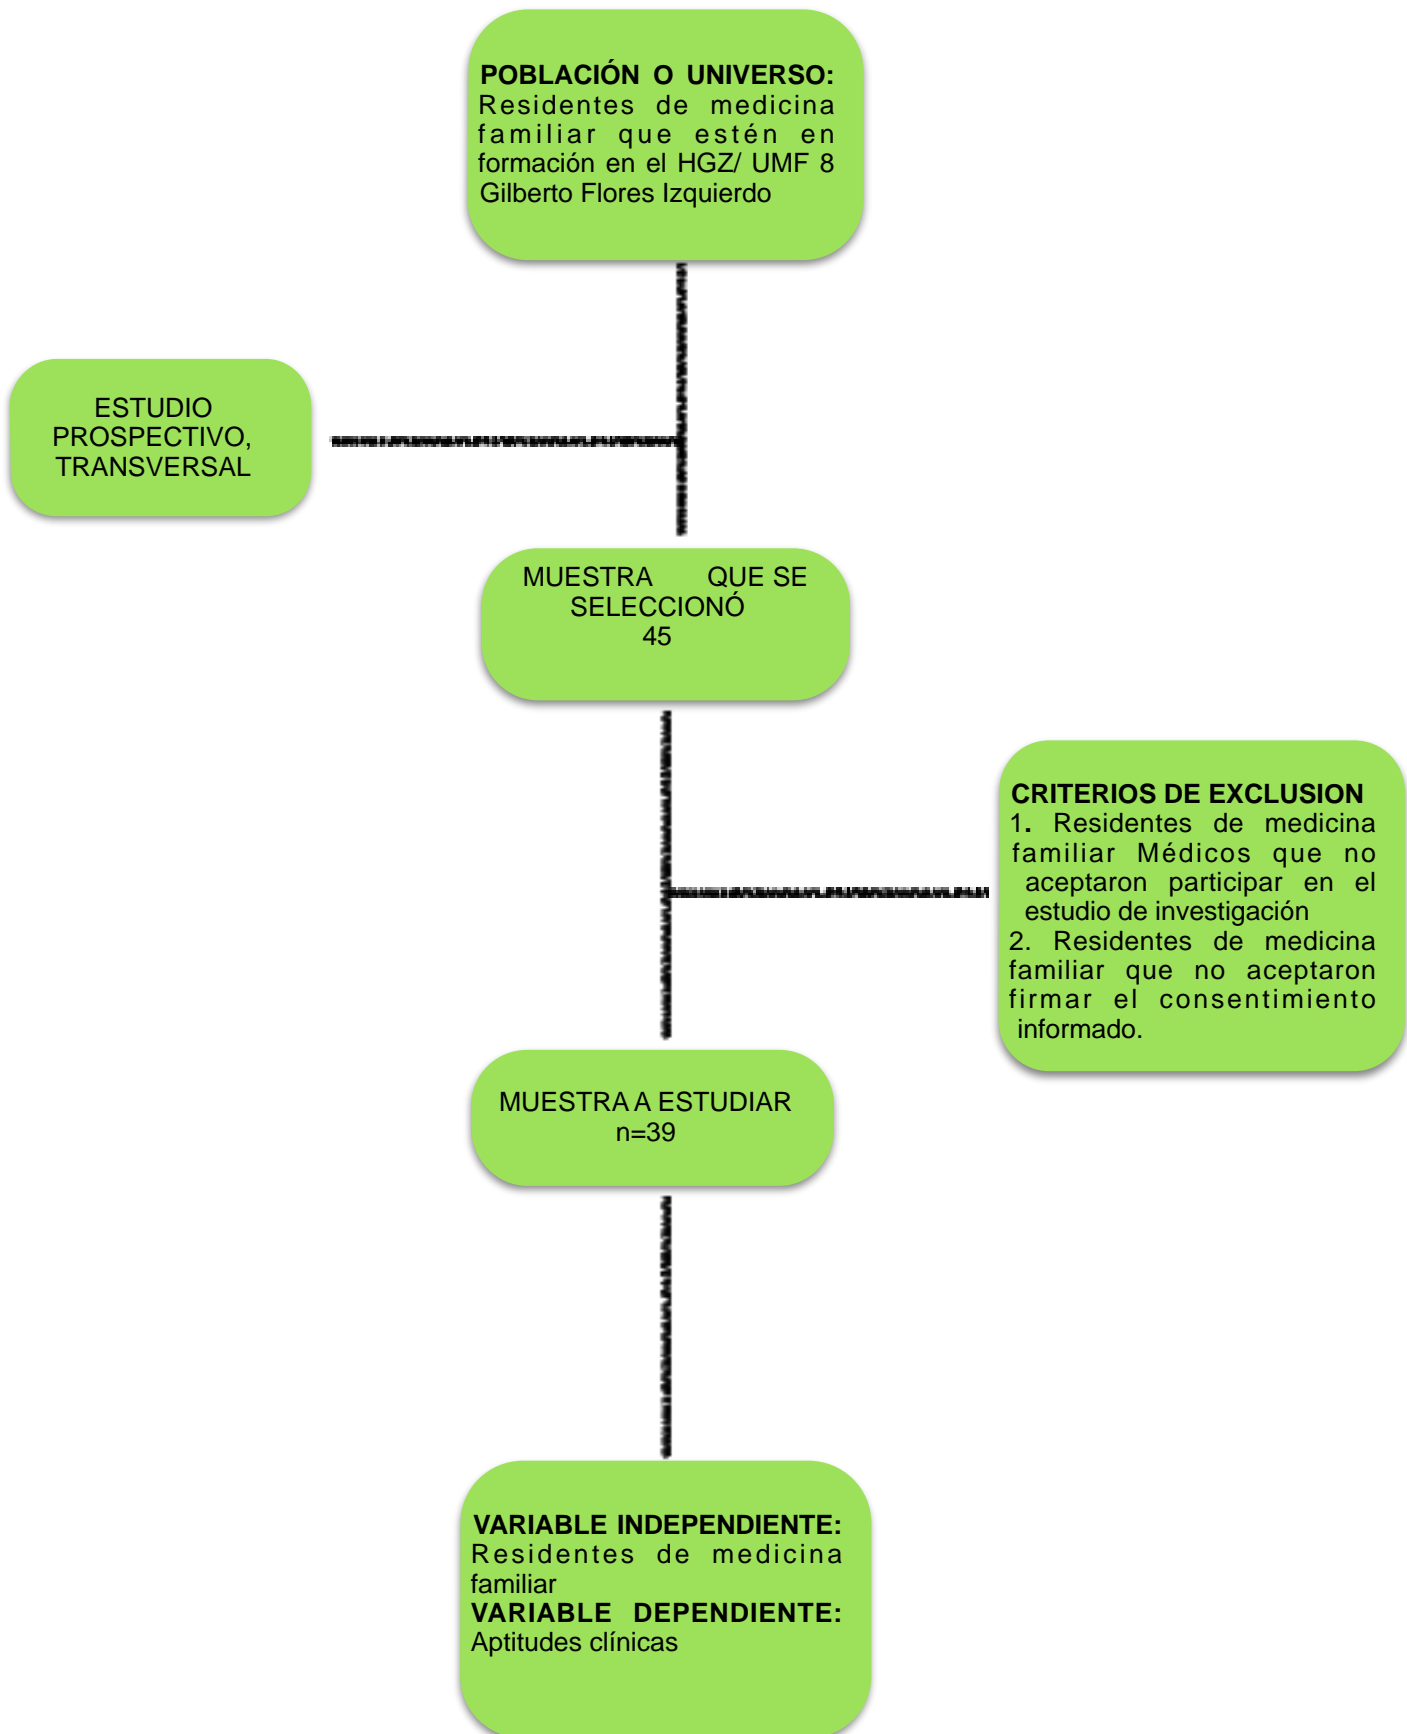 POBLACIÓN O UNIVERSO:
Residentes de medicina
familiar que estén en
formación en el HGZ/ UMF 8
Gilberto Flores Izquierdo
ESTUDIO
PROSPECTIVO,
TRANSVERSAL
MUESTRA QUE SE
SELECCIONÓ
45
CRITERIOS DE EXCLUSION
1. Residentes de medicina
familiar Médicos que no
aceptaron participar en el
estudio de investigación
2. Residentes de medicina
familiar que no aceptaron
firmar el consentimiento
informado.
MUESTRA A ESTUDIAR
n=39
VARIABLE INDEPENDIENTE:
Residentes de medicina
familiar
VARIABLE DEPENDIENTE:
Aptitudes clínicas